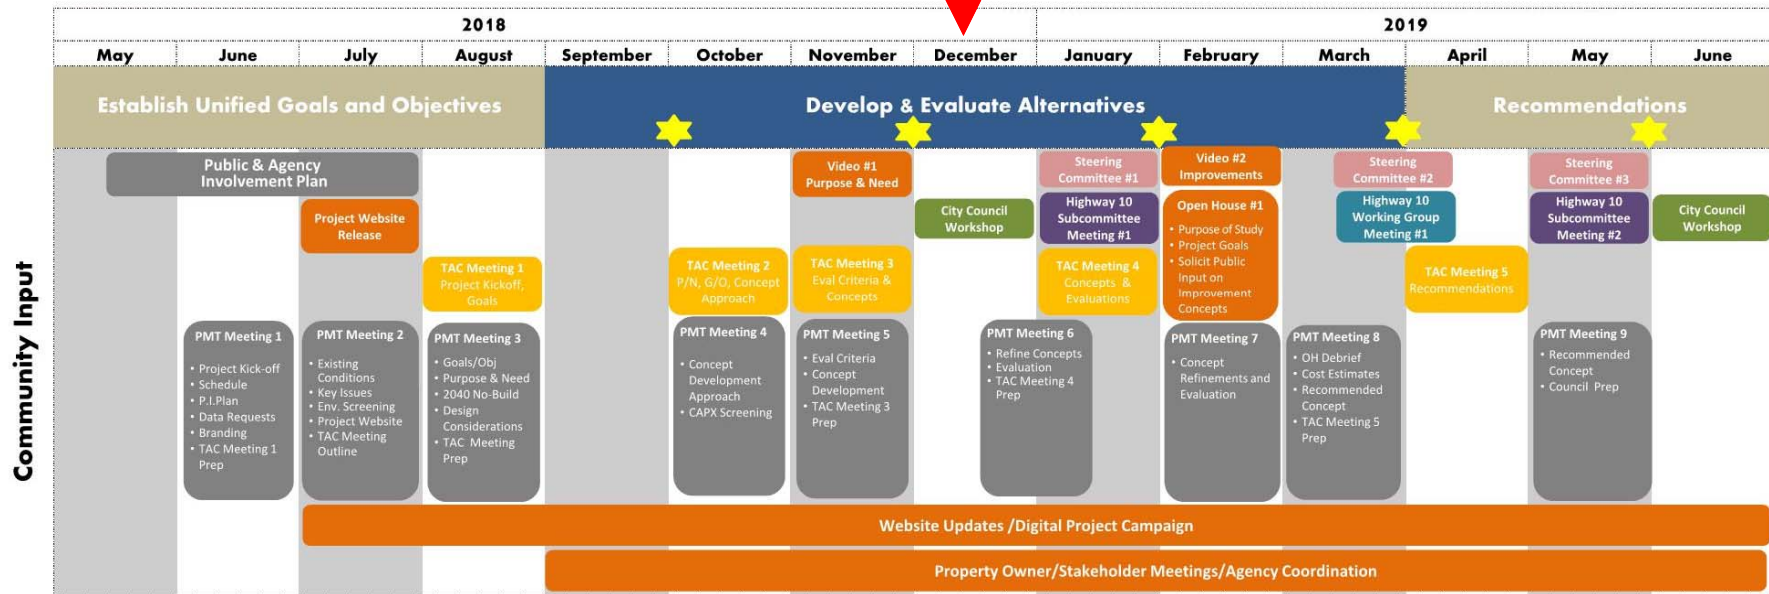 2018
2019
May
June
July
August
September
October
November
December
January
February
March
April
May
June
Establish Unified Goals and Objectives
Develop & Evaluate Alternatives
Recommendations
Community Input
Public & Agency
Involvement Plan
Video #1
Purpose & Need
Steering
Committee #1
Video #2
Improvements
Steering
Committee #2
Steering
Committee #3
Project Website
Release
City Council
Workshop
Highway 10
Subcommittee
Meeting #1
Open House #1
• Purpose of Study
• Project Goals
• Solicit Public
Input on
Improvement
Concepts
Highway 10
Working Group
Meeting #1
Highway 10
Subcommittee
Meeting #2
City Council
Workshop
TAC Meeting 1
Project Kickoff,
Goals
TAC Meeting 2
P/N, G/O, Concept
Approach
TAC Meeting 3
Eval Criteria &
Concepts
TAC Meeting 4
Concepts &
Evaluations
TAC Meeting 5
Recommendations
PMT Meeting 1
• Project Kick-off
• Schedule
• P.I.Plan
• Data Requests
• Branding
• TAC Meeting 1
Prep
PMT Meeting 2
• Existing
Conditions
• Key Issues
• Env. Screening
• Project Website
• TAC Meeting
Outline
PMT Meeting 3
• Goals/Obj
• Purpose & Need
• 2040 No-Build
• Design
Considerations
• TAC Meeting
Prep
PMT Meeting 4
• Concept
Development
Approach
• CAPX Screening
PMT Meeting 5
• Eval Criteria
• Concept
Development
• TAC Meeting 3
Prep
PMT Meeting 6
• Refine Concepts
• Evaluation
• TAC Meeting 4
Prep
PMT Meeting 7
• Concept
Refinements and
Evaluation
PMT Meeting 8
• OH Debrief
• Cost Estimates
• Recommended
Concept
• TAC Meeting 5
Prep
PMT Meeting 9
• Recommended
Concept
• Council Prep
Website Updates /Digital Project Campaign
Property Owner/Stakeholder Meetings/Agency Coordination